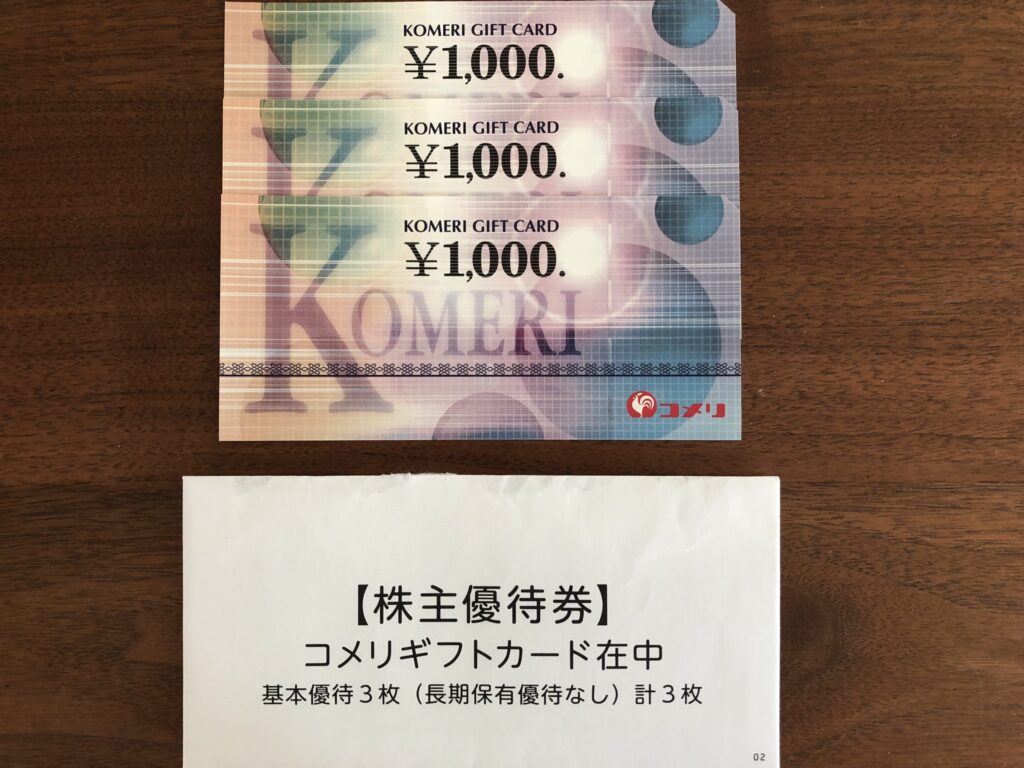 KOMERI GIFT CARD
¥1,000.
KOMERI GIFT CARD
¥1,000.
KOMERI GIFT CARD
¥1,000.
KOMERI
コメリ
【株主優待券】
コメリギフトカード在中
基本優待3枚（長期保有優待なし）計3枚
02